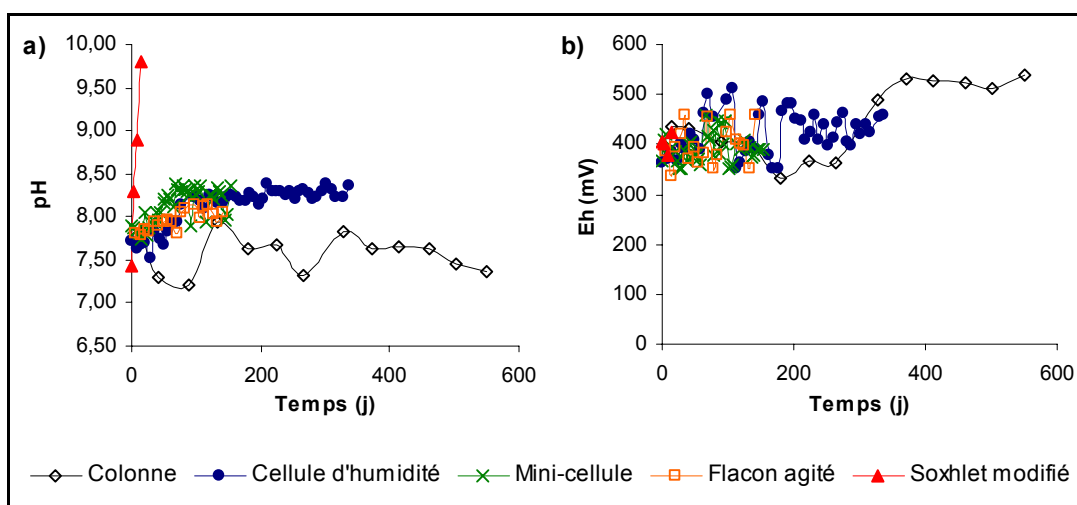 a)
10,00
9,50
9,00
8,50
8,00
7,50
7,00
6,50
pH
0
200
400
600
Temps (j)
b)
600
500
400
300
200
100
0
Eh (mV)
0
200
400
600
Temps (j)
Colonne
Cellule d'humidité
Mini-cellule
Flacon agité
Soxhlet modifié